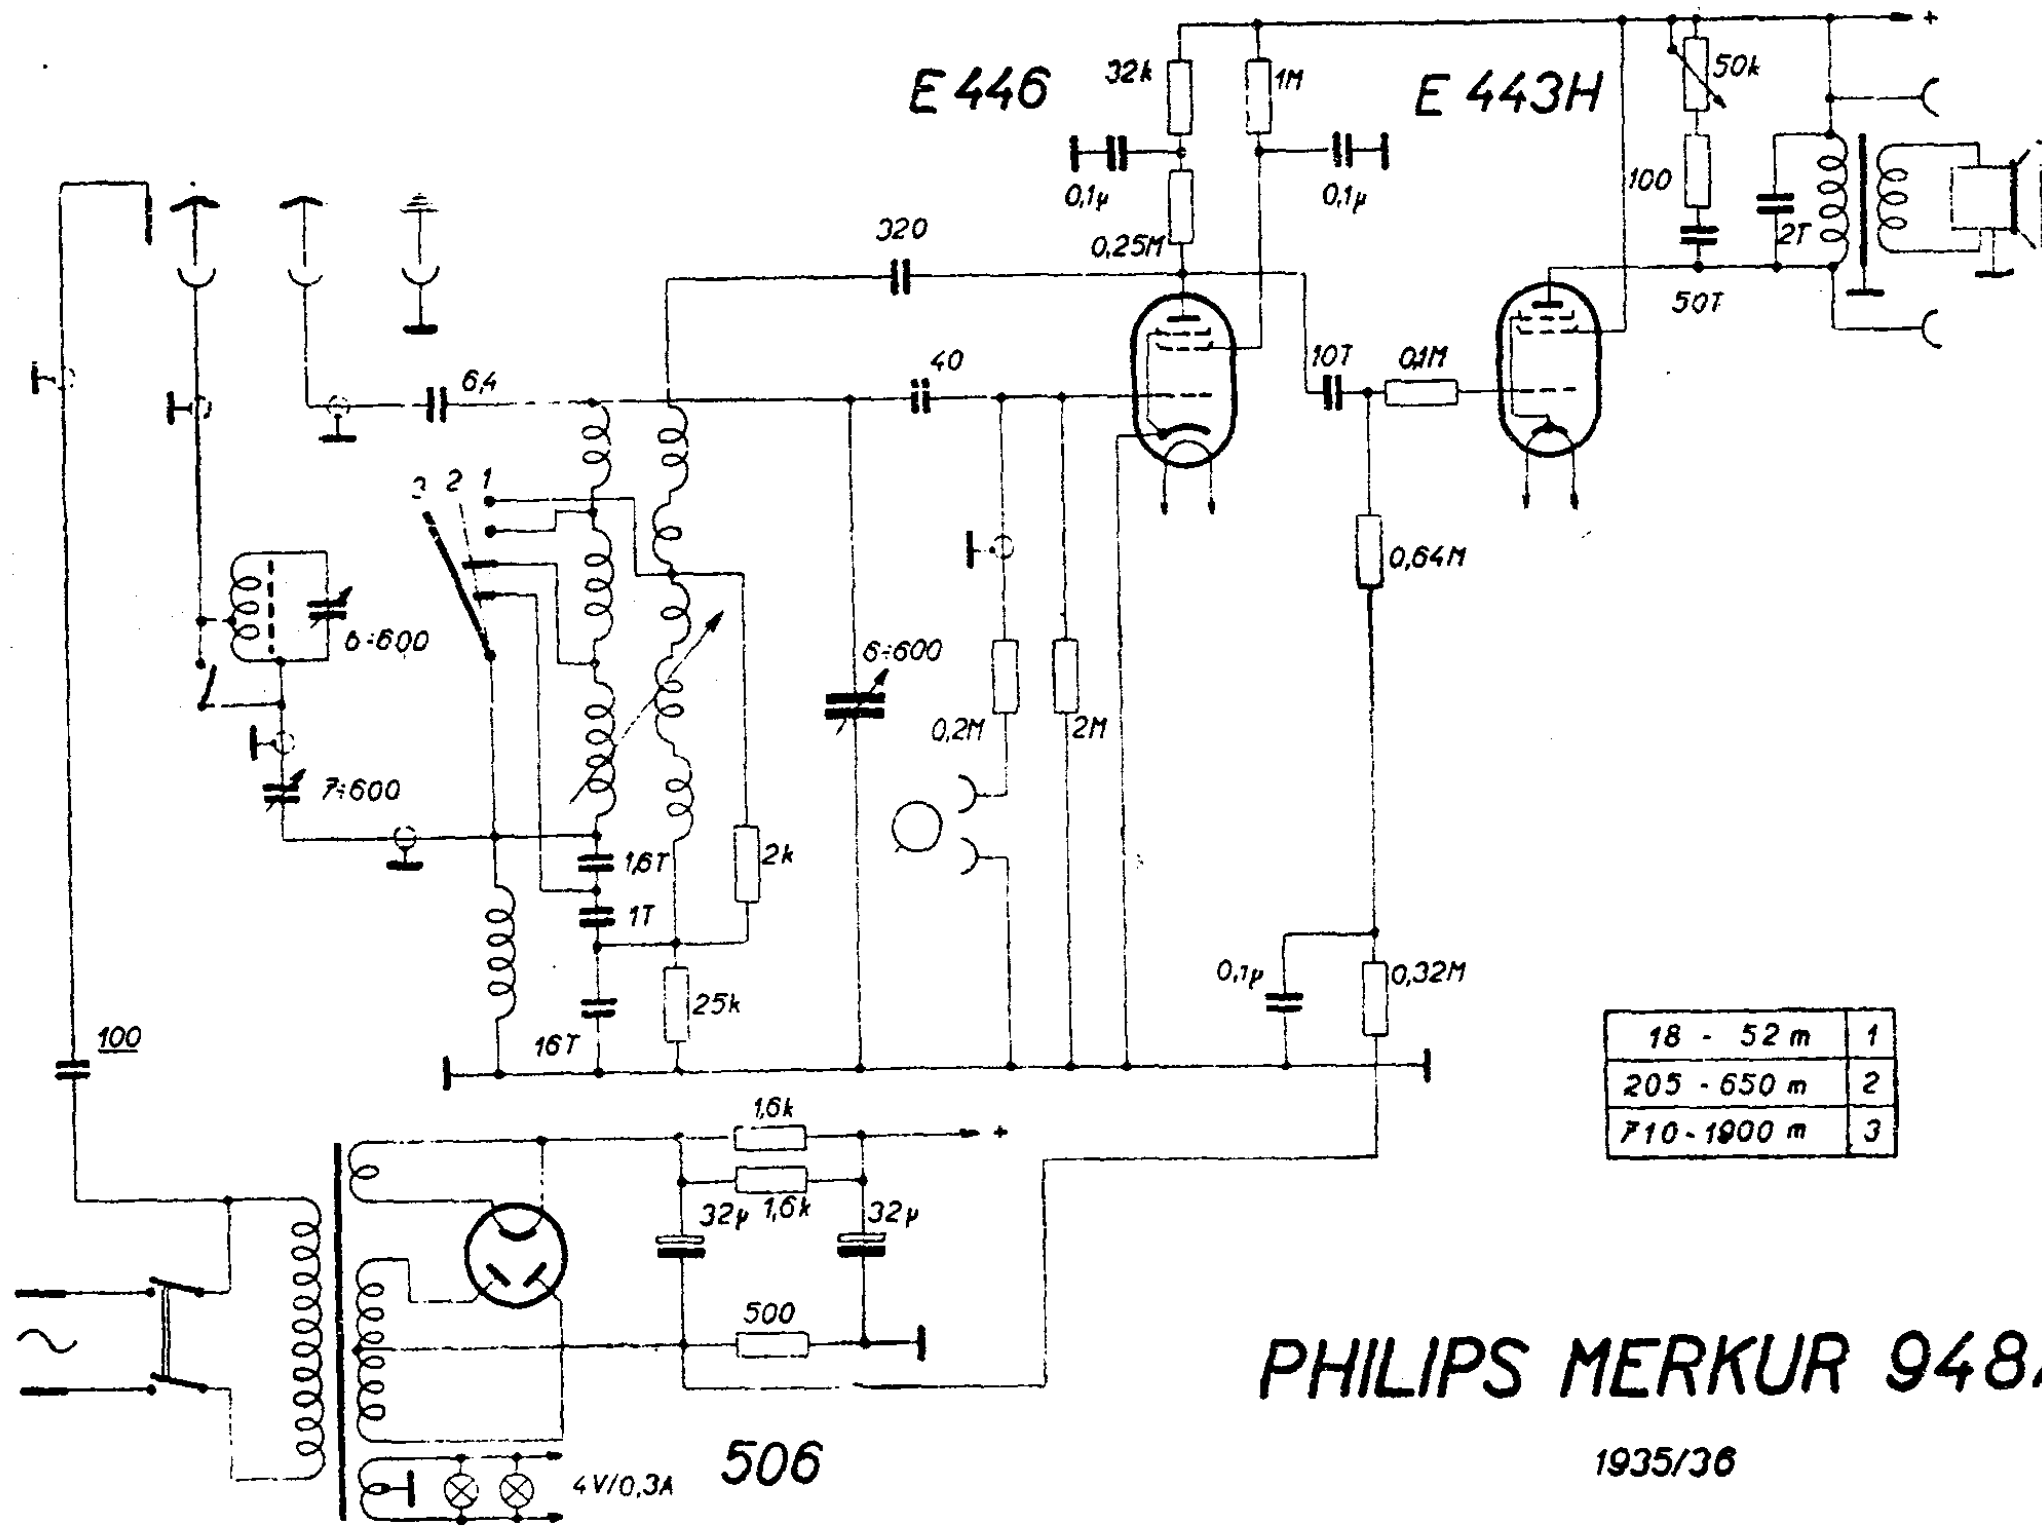 +
E 446
32k
1M
E 443H
50k
0,1µ
0,1µ
100
320
0,25M
2T
50T
6,4
40
10T
0,1M
3 2 1
0,64M
6÷600
6÷600
0,2M
2M
7÷600
1,6T
2k
1T
0,1µ
0,32M
25k
16T
100
18 - 52 m 1
205 - 650 m 2
710-1900 m 3
1,6k
+
32µ
1,6k
32µ
500
PHILIPS MERKUR 948
506
1935/36
4V/0,3A